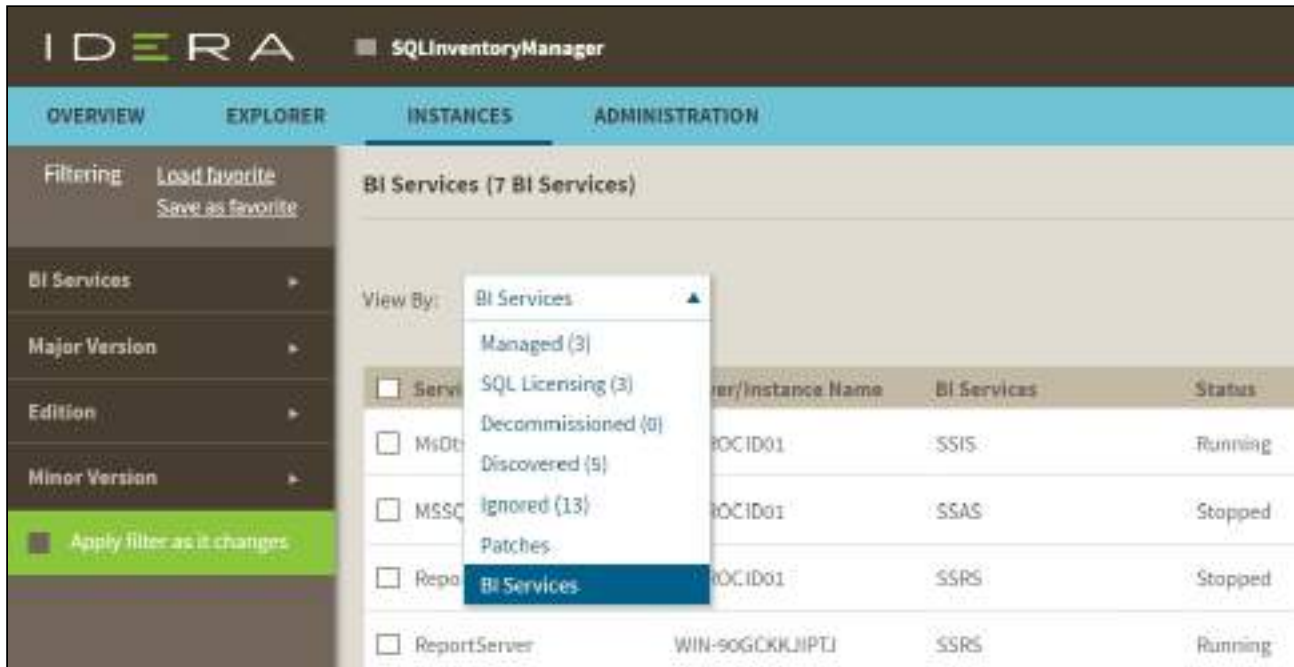 IDERA SQLInventoryManager
OVERVIEW EXPLORER INSTANCES ADMINISTRATION
Filtering Load favorite
Save as favorite
BI Services (7 BI Services)
BI Services
Major Version
Edition
Minor Version
Apply filter as it changes
View By: BI Services
Managed (3)
SQL Licensing (3)
Decommissioned (0)
Discovered (5)
Ignored (13)
Patches
BI Services
Servi er/Instance Name BI Services Status
MsDt ROCID01 SSIS Running
MSSQ ROCID01 SSAS Stopped
Repo ROCID01 SSRS Stopped
ReportServer SSRS Running